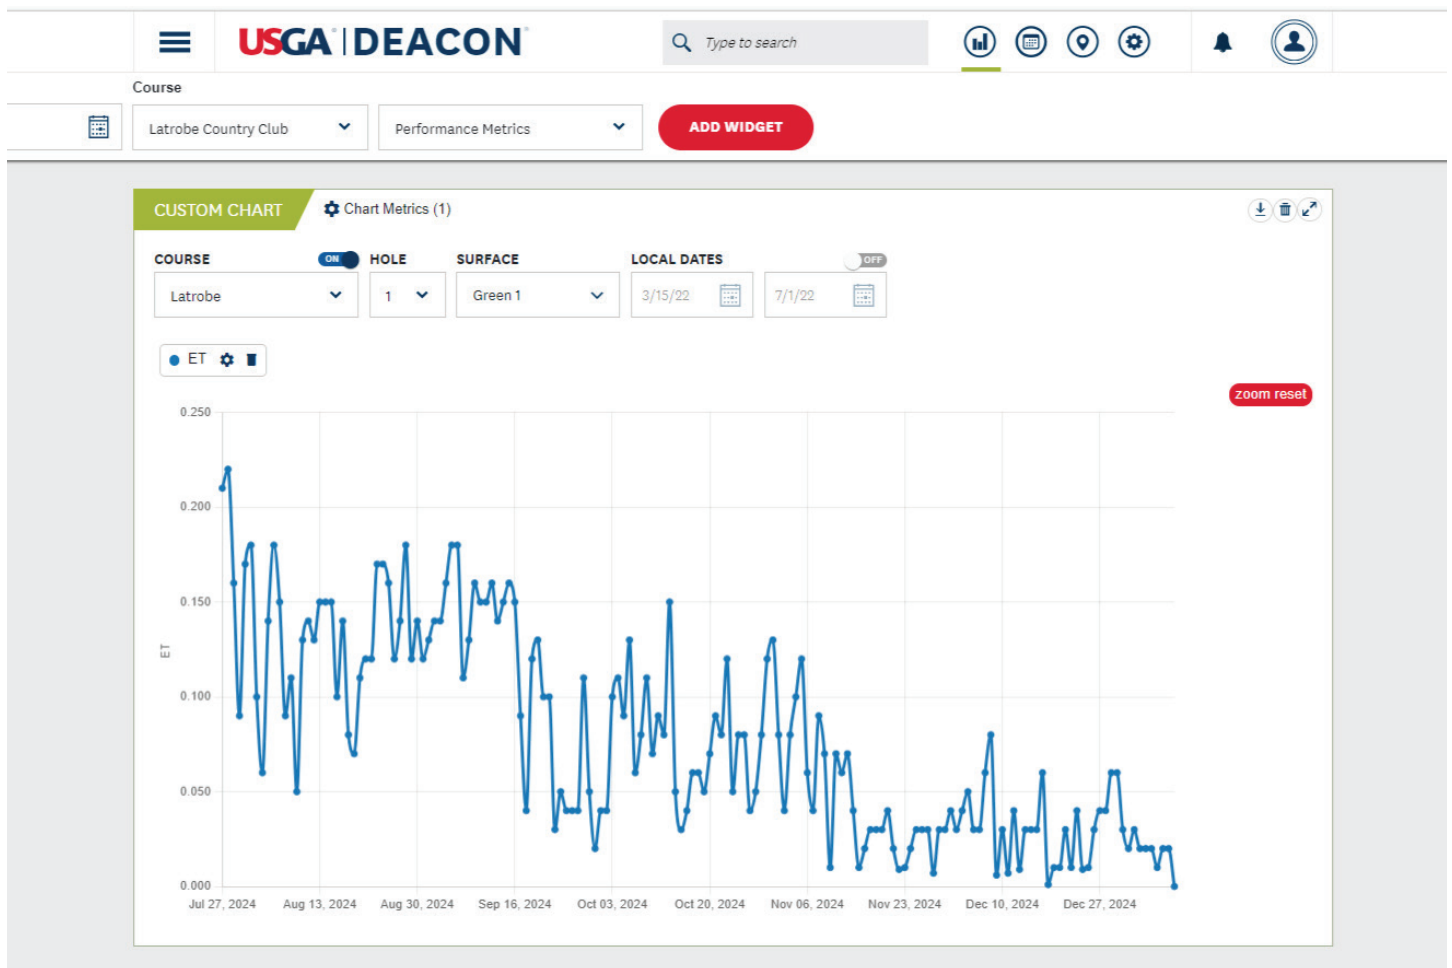 USGA® | DEACON®
Type to search
Course
Latrobe Country Club
Performance Metrics
ADD WIDGET
CUSTOM CHART
Chart Metrics (1)
COURSE
ON
HOLE
SURFACE
LOCAL DATES
OFF
Latrobe
1
Green 1
3/15/22
7/1/22
ET
zoom reset
0.250
0.200
0.150
ET
0.100
0.050
0.000
Jul 27, 2024 Aug 13, 2024 Aug 30, 2024 Sep 16, 2024 Oct 03, 2024 Oct 20, 2024 Nov 06, 2024 Nov 23, 2024 Dec 10, 2024 Dec 27, 2024